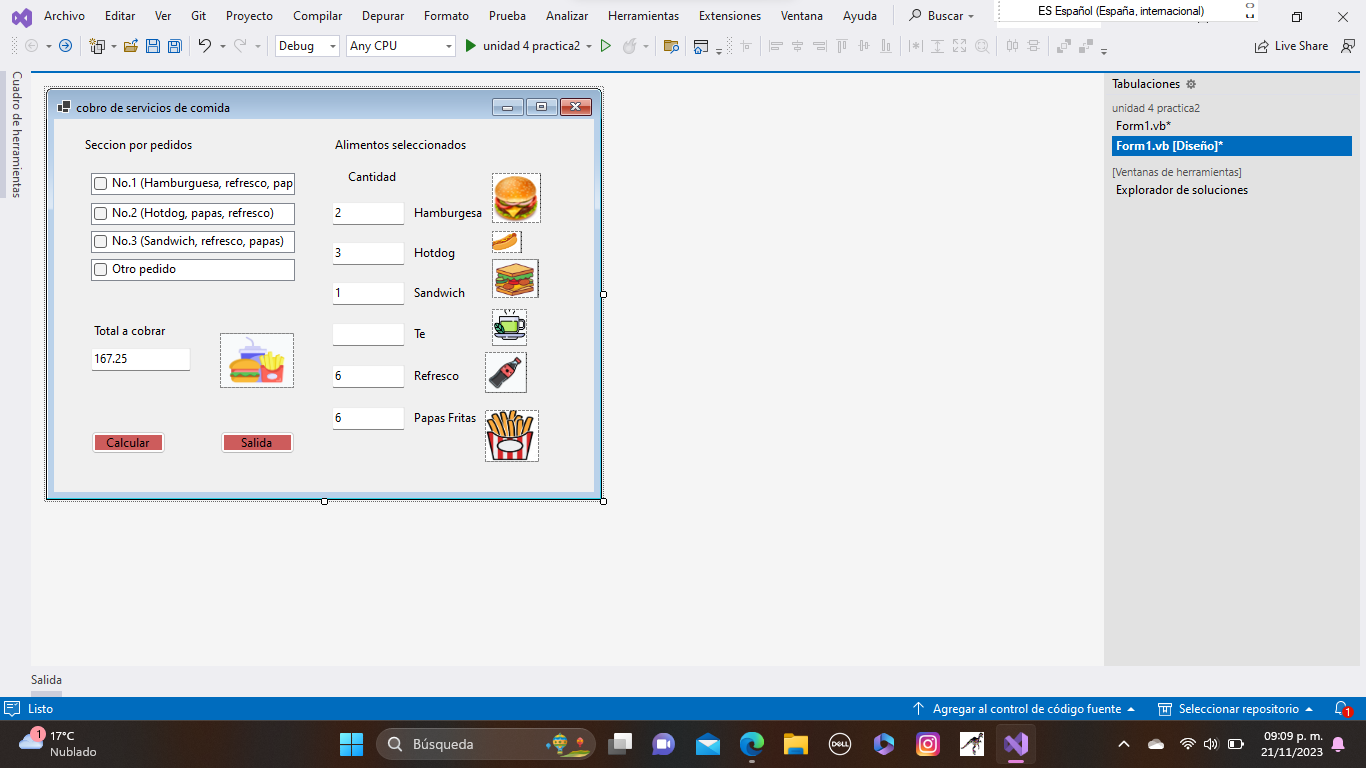 Archivo Editar Ver Git Proyecto Compilar Depurar Formato Prueba Analizar Herramientas Extensiones Ventana Ayuda Buscar
ES Español (España, internacional)
Debug Any CPU unidad 4 practica2 Live Share
Cuadro de herramientas
cobro de servicios de comida
Seccion por pedidos
No.1 (Hamburguesa, refresco, pap
No.2 (Hotdog, papas, refresco)
No.3 (Sandwich, refresco, papas)
Otro pedido
Total a cobrar
167.25
Calcular Salida
Alimentos seleccionados
Cantidad
2 Hamburgesa
3 Hotdog
1 Sandwich
Te
6 Refresco
6 Papas Fritas
Tabulaciones
unidad 4 practica2
Form1.vb*
Form1.vb [Diseño]*
[Ventanas de herramientas]
Explorador de soluciones
Salida
Listo Agregar al control de código fuente Seleccionar repositorio 1
1 17°C
Nublado
Búsqueda
DELL
09:09 p. m.
21/11/2023